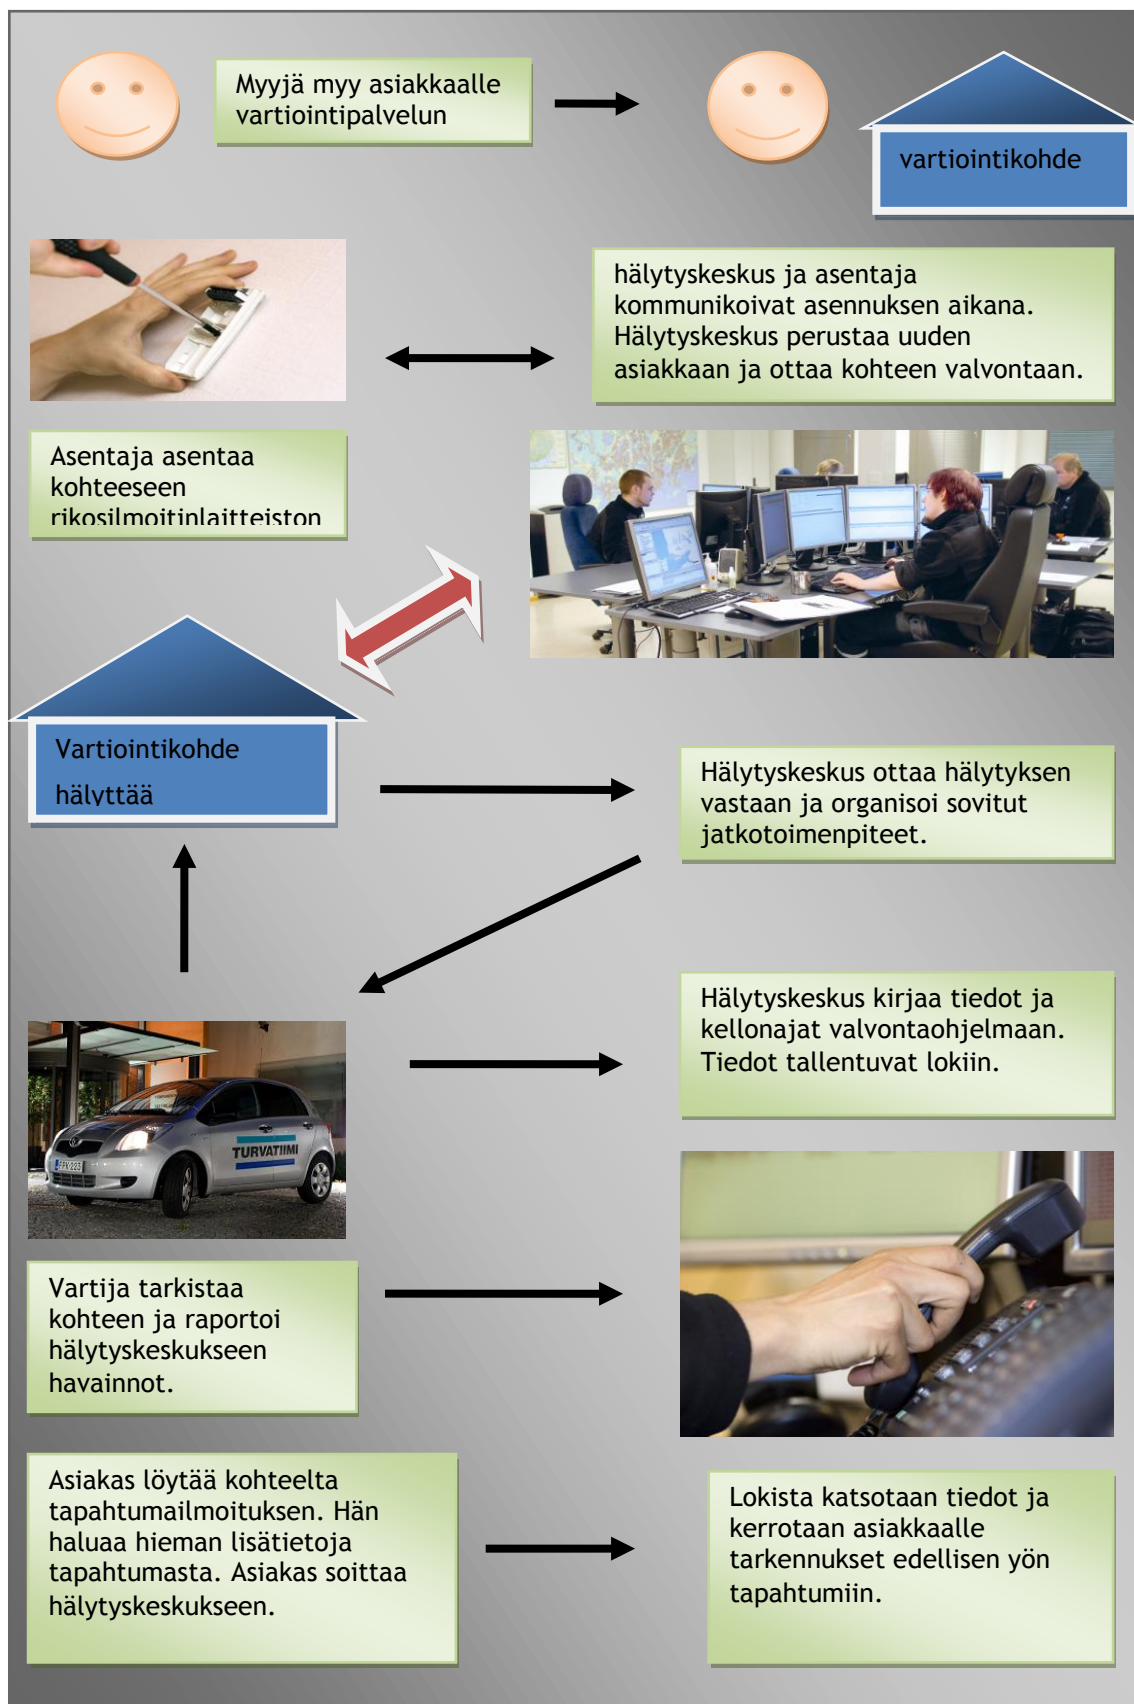 Myyjä myy asiakkaalle
vartiointipalvelun
vartiointikohde
hälytyskeskus ja asentaja
kommunikoivat asennuksen aikana.
Hälytyskeskus perustaa uuden
asiakkaan ja ottaa kohteen valvontaan.
Asentaja asentaa
kohteeseen
rikosilmoitinlaitteiston
Vartiointikohde
hälyttää
Hälytyskeskus ottaa hälytyksen
vastaan ja organisoi sovitut
jatkotoimenpiteet.
Hälytyskeskus kirjaa tiedot ja
kellonajat valvontaohjelmaan.
Tiedot tallentuvat lokiin.
TURVATIIMI
FPK-223
Vartija tarkistaa
kohteen ja raportoi
hälytyskeskukseen
havainnot.
Asiakas löytää kohteelta
tapahtumailmoituksen. Hän
haluaa hieman lisätietoja
tapahtumasta. Asiakas soittaa
hälytyskeskukseen.
Lokista katsotaan tiedot ja
kerrotaan asiakkaalle
tarkennukset edellisen yön
tapahtumiin.